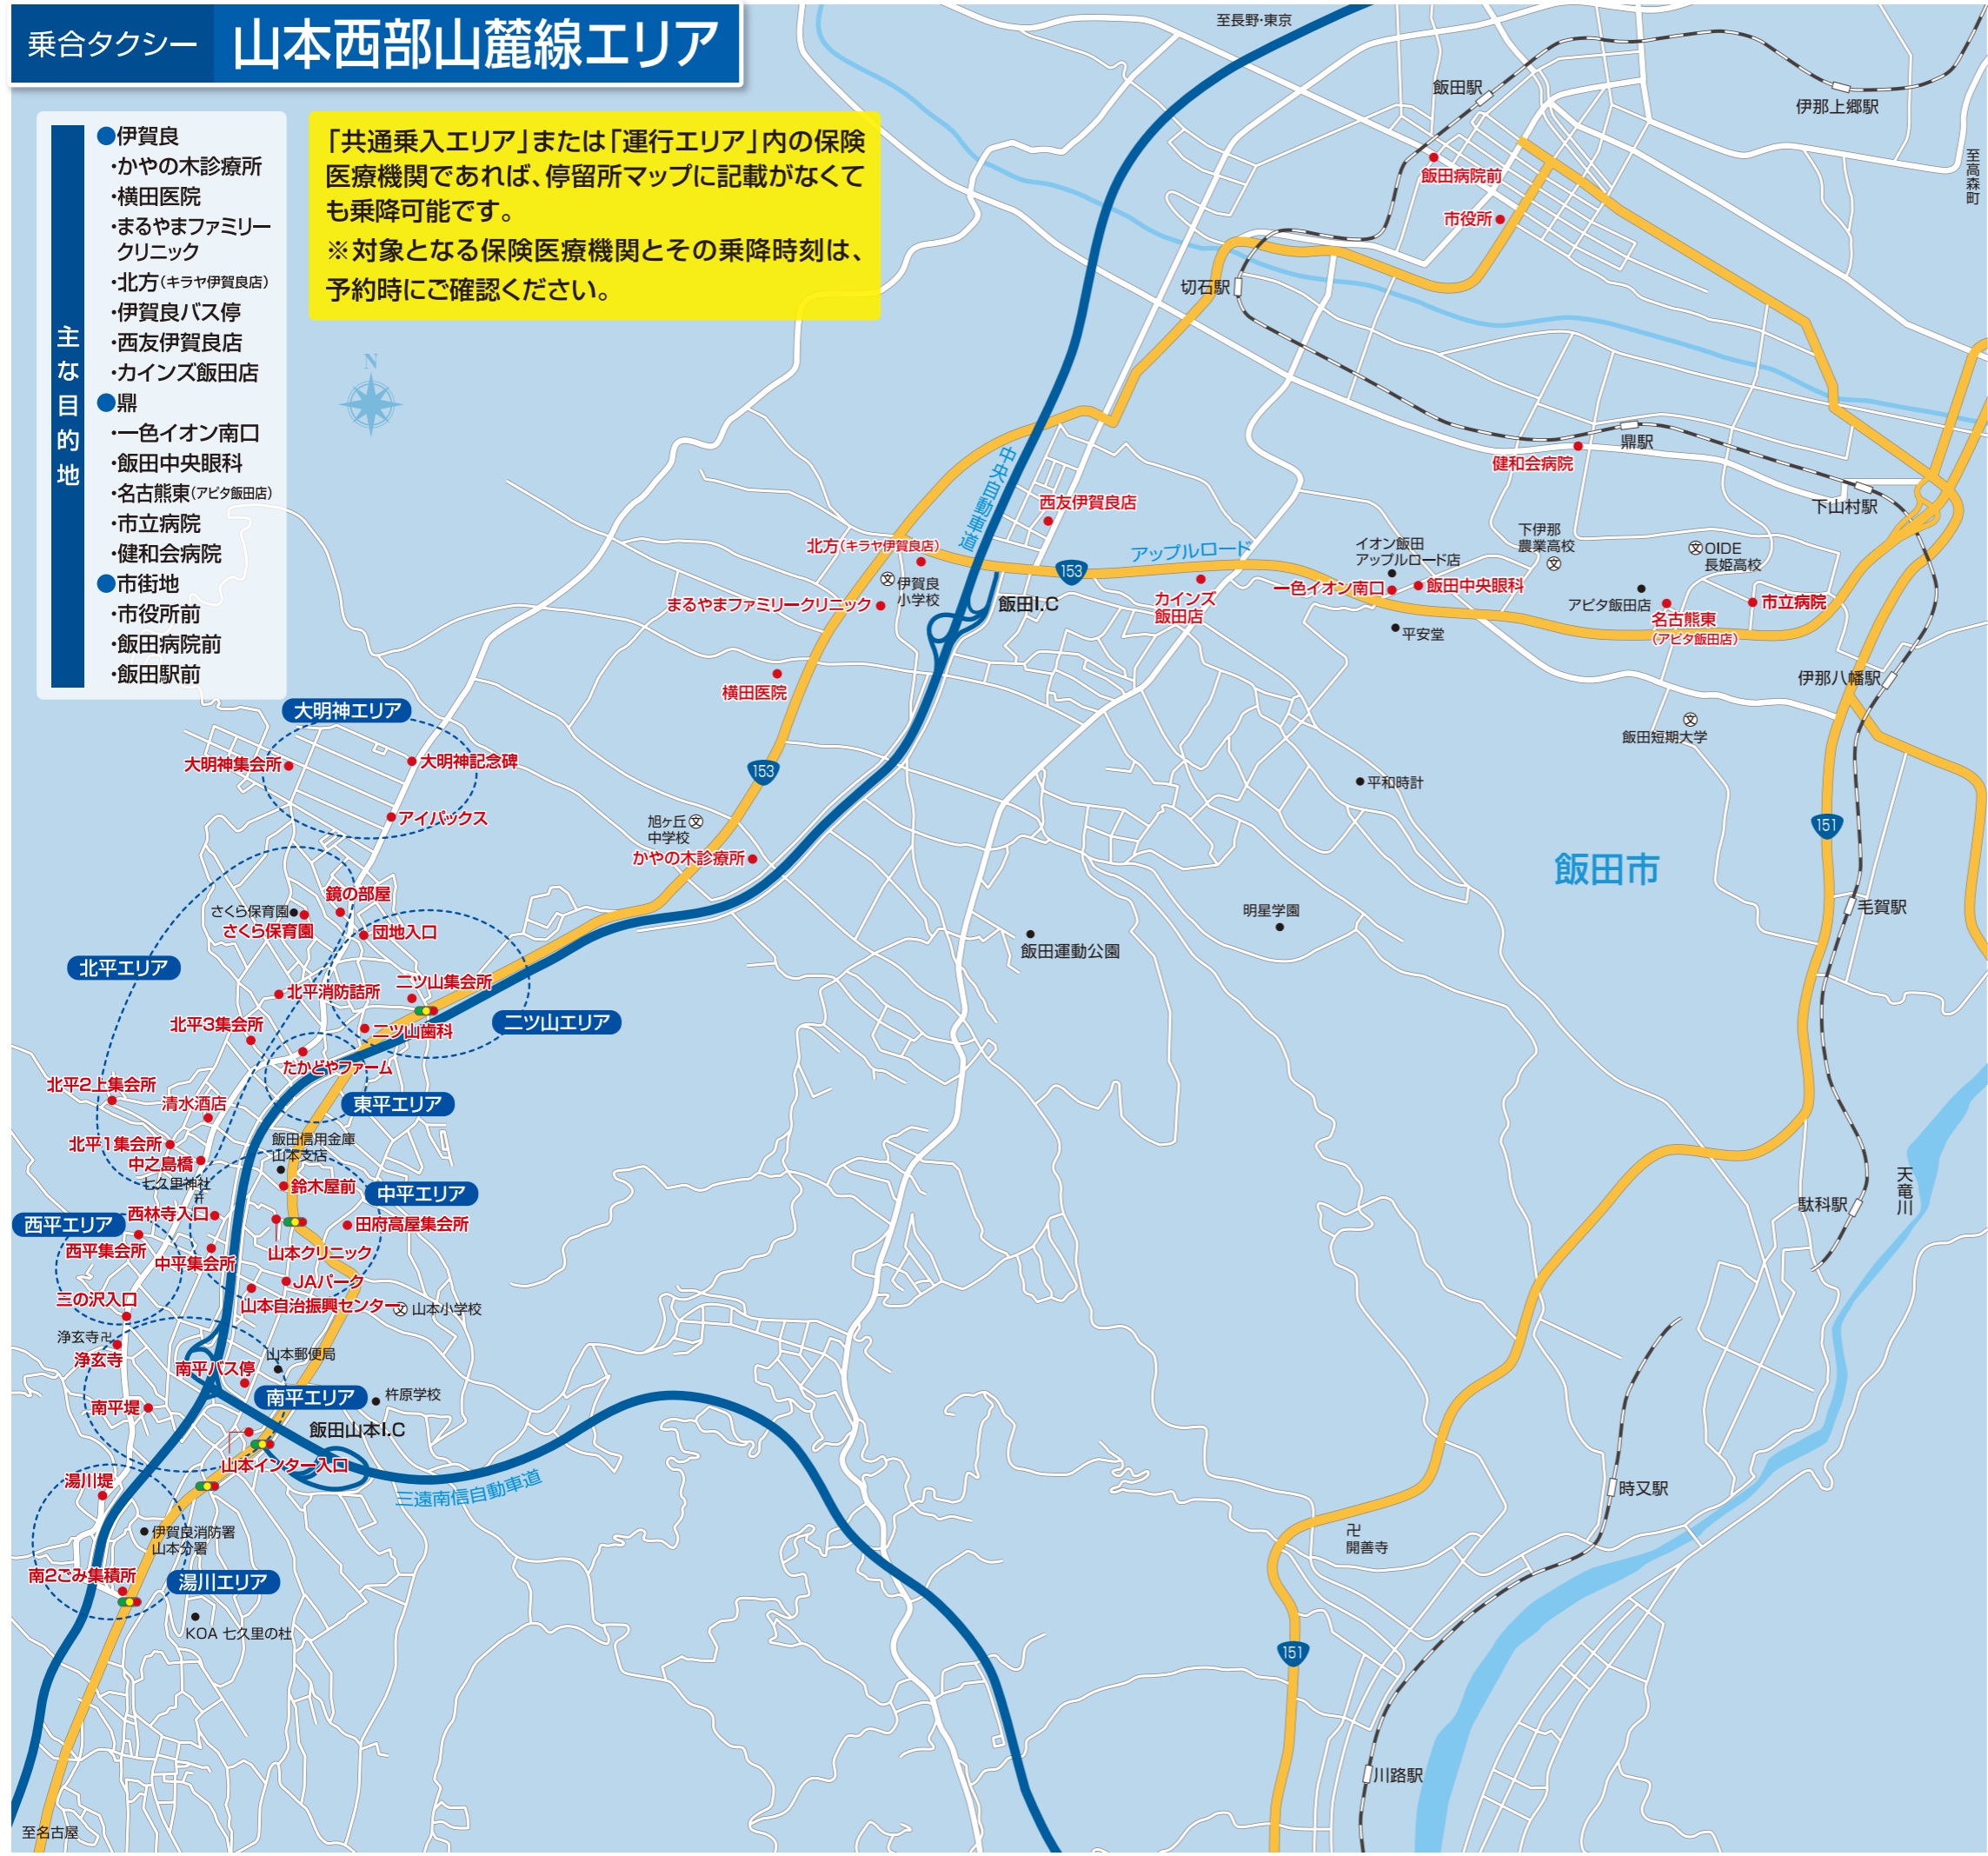 乗合タクシー 山本西部山麓線エリア
主な目的地
●伊賀良
・かやの木診療所
・横田医院
・まるやまファミリー
クリニック
・北方(キラヤ伊賀良店)
・伊賀良バス停
・西友伊賀良店
・カインズ飯田店
●鼎
・一色イオン南口
・飯田中央眼科
・名古熊東(アピタ飯田店)
・市立病院
・健和会病院
●市街地
・市役所前
・飯田病院前
・飯田駅前
「共通乗入エリア」または「運行エリア」内の保険
医療機関であれば、停留所マップに記載がなくて
も乗降可能です。
※対象となる保険医療機関とその乗降時刻は、
予約時にご確認ください。
N
至長野・東京
飯田駅
伊那上郷駅
至高森町
飯田病院前
市役所
切石駅
鼎駅
健和会病院
下山村駅
中央自動車道
西友伊賀良店
北方(キラヤ伊賀良店)
アップルロード
153
文
伊賀良
小学校
まるやまファミリークリニック
飯田I.C
カインズ
飯田店
イオン飯田
アップルロード店
一色イオン南口
飯田中央眼科
平安堂
下伊那
農業高校
文
文
OIDE
長姫高校
アピタ飯田店
名古熊東
(アピタ飯田店)
市立病院
伊那八幡駅
文
飯田短期大学
横田医院
153
大明神エリア
大明神集会所
大明神記念碑
アイパックス
旭ヶ丘
中学校
文
かやの木診療所
平和時計
151
飯田市
毛賀駅
明星学園
飯田運動公園
鏡の部屋
さくら保育園
さくら保育園
団地入口
北平エリア
二ツ山集会所
北平消防詰所
二ツ山エリア
北平3集会所
二ツ山歯科
たかどやファーム
北平2上集会所
清水酒店
東平エリア
北平1集会所
飯田信用金庫
山本支店
中之島橋
七久里神社
鈴木屋前
中平エリア
西林寺入口
西平エリア
田府高屋集会所
西平集会所
中平集会所
山本クリニック
JAパーク
三の沢入口
山本自治振興センター
文
山本小学校
浄玄寺卍
浄玄寺
山本郵便局
南平バス停
南平エリア
杵原学校
南平堤
飯田山本I.C
山本インター入口
三遠南信自動車道
湯川堤
伊賀良消防署
山本分署
南2ごみ集積所
湯川エリア
KOA 七久里の杜
至名古屋
天竜川
駄科駅
時又駅
卍
開善寺
151
川路駅